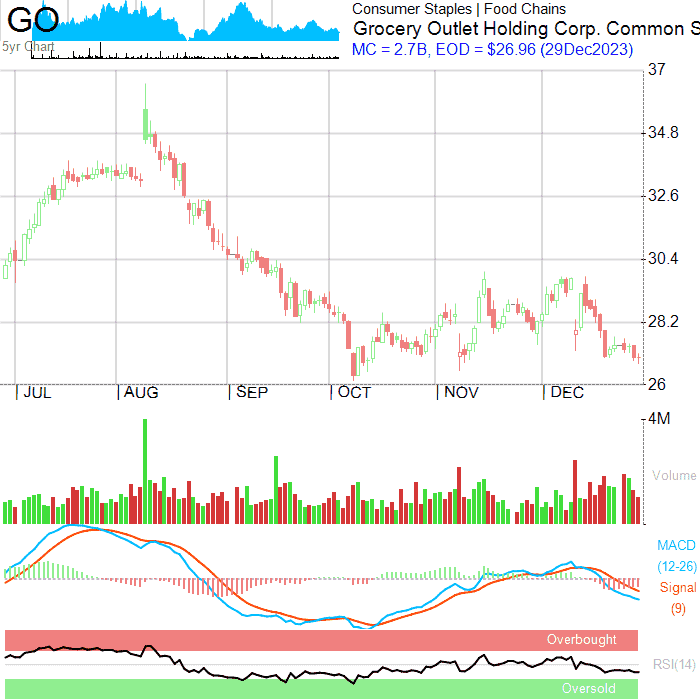 GO
5yr Chart
Consumer Staples | Food Chains
Grocery Outlet Holding Corp. Common S
MC = 2.7B, EOD = $26.96 (29Dec2023)
37
34.8
32.6
30.4
28.2
26
JUL AUG SEP OCT NOV DEC
4M
Volume
MACD
(12-26)
Signal
(9)
Overbought
RSI(14)
Oversold